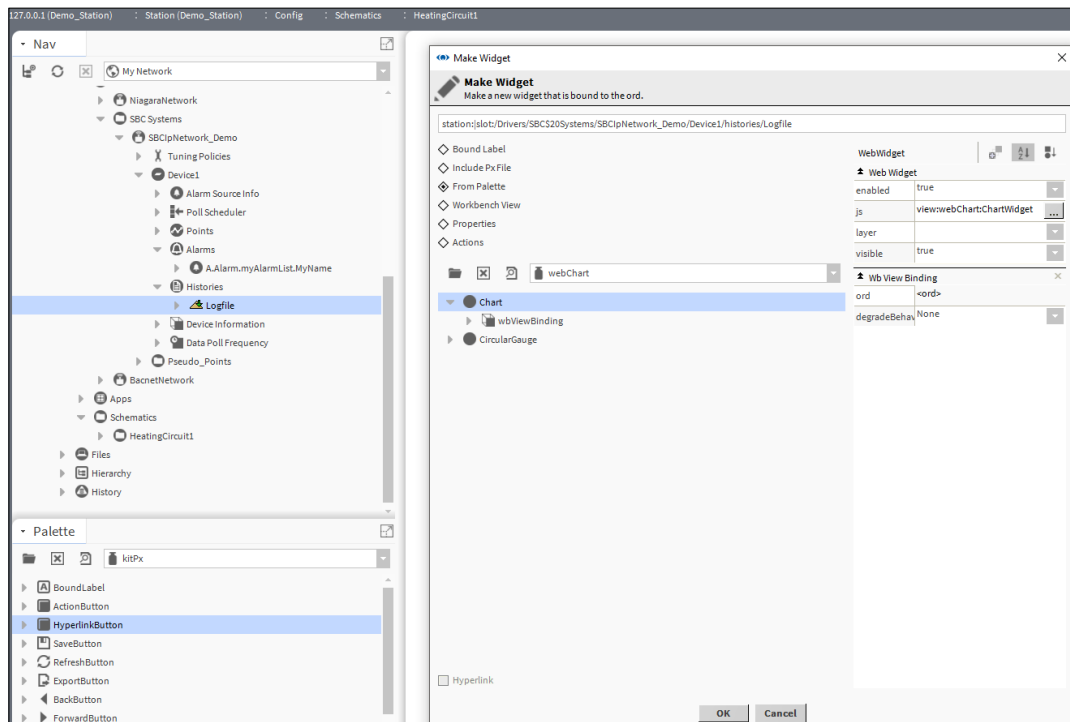 127.0.0.1 (Demo_Station) : Station (Demo_Station) : Config : Schematics : HeatingCircuit1
Nav
My Network
NiagaraNetwork
SBC Systems
SBCIpNetwork_Demo
Tuning Policies
Device1
Alarm Source Info
Poll Scheduler
Points
Alarms
A.Alarm.myAlarmList.MyName
Histories
Logfile
Device Information
Data Poll Frequency
Pseudo_Points
BacnetNetwork
Apps
Schematics
HeatingCircuit1
Files
Hierarchy
History
Palette
kitPx
BoundLabel
ActionButton
HyperlinkButton
SaveButton
RefreshButton
ExportButton
BackButton
ForwardButton
Make Widget
Make Widget
Make a new widget that is bound to the ord.
station:|slot:/Drivers/SBC$20Systems/SBCIpNetwork_Demo/Device1/histories/Logfile
Bound Label
Include Px File
From Palette
Workbench View
Properties
Actions
webChart
Chart
wbViewBinding
CircularGauge
Hyperlink
WebWidget
Web Widget
enabled true
js view:webChart:ChartWidget ...
layer
visible true
Wb View Binding
ord <ord>
degradeBehav None
OK Cancel